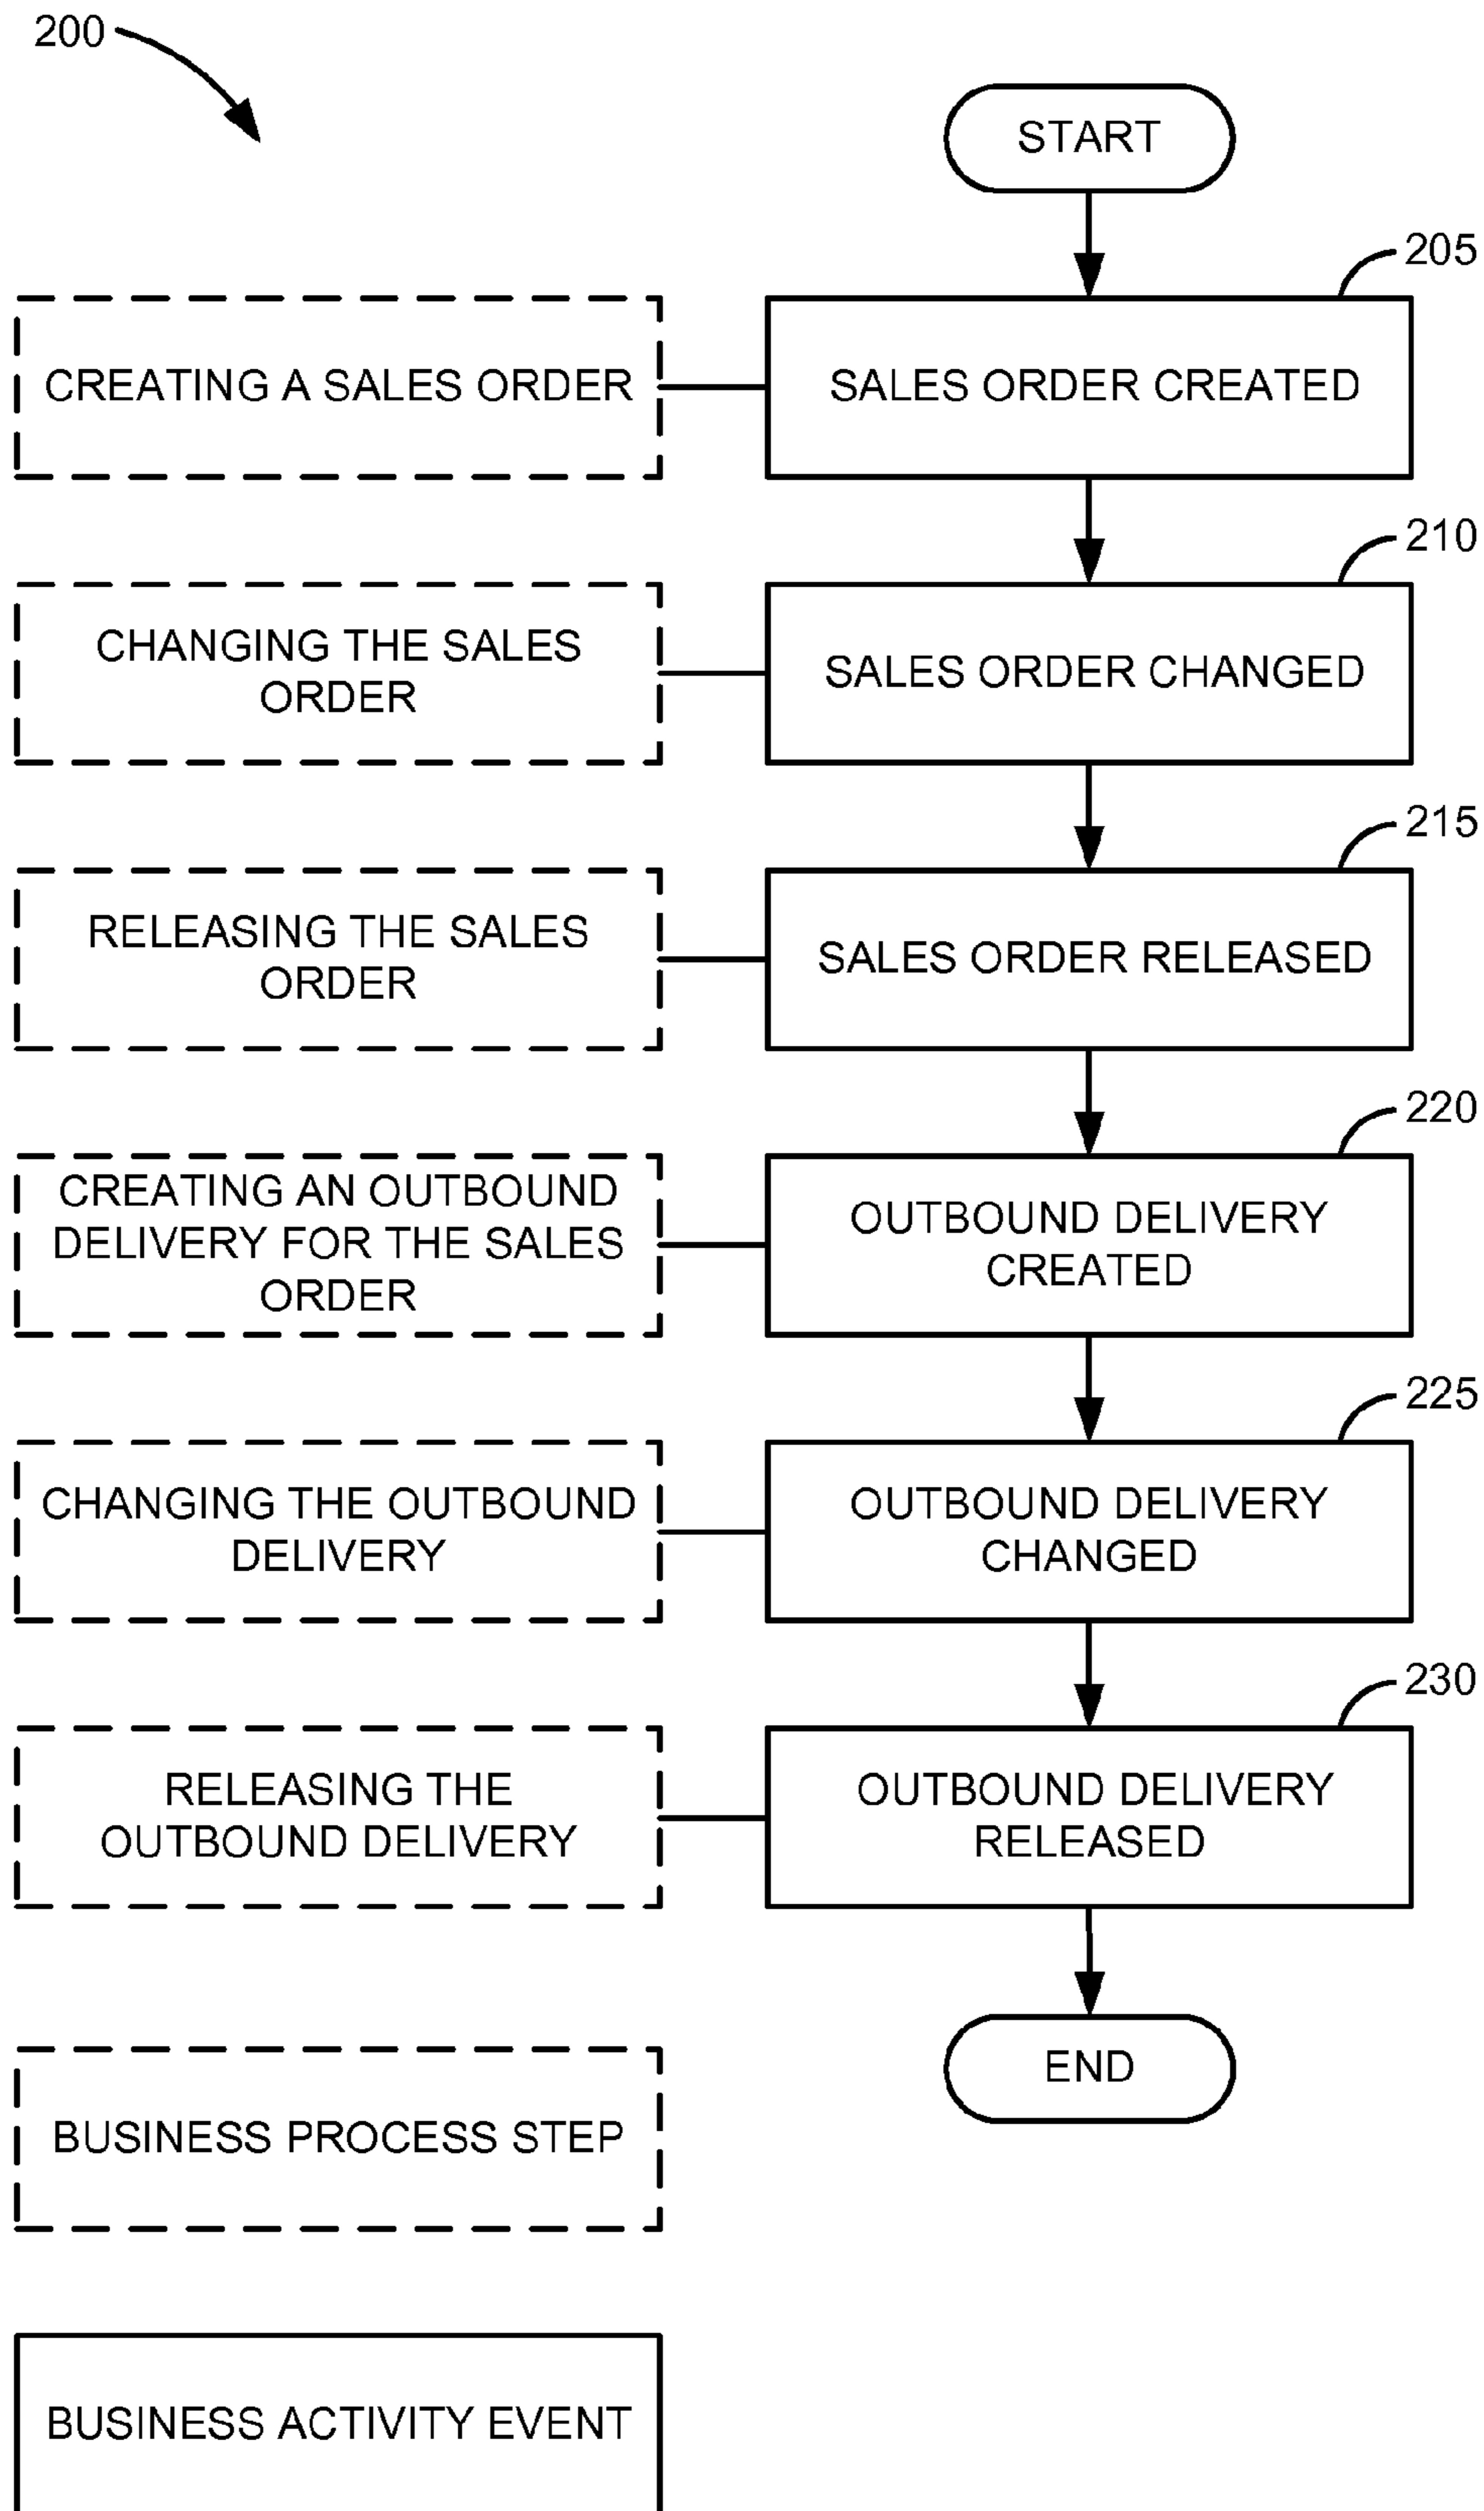 200
START
205
CREATING A SALES ORDER
SALES ORDER CREATED
210
CHANGING THE SALES
ORDER
SALES ORDER CHANGED
215
RELEASING THE SALES
ORDER
SALES ORDER RELEASED
220
CREATING AN OUTBOUND
DELIVERY FOR THE SALES
ORDER
OUTBOUND DELIVERY
CREATED
225
CHANGING THE OUTBOUND
DELIVERY
OUTBOUND DELIVERY
CHANGED
230
RELEASING THE
OUTBOUND DELIVERY
OUTBOUND DELIVERY
RELEASED
END
BUSINESS PROCESS STEP
BUSINESS ACTIVITY EVENT